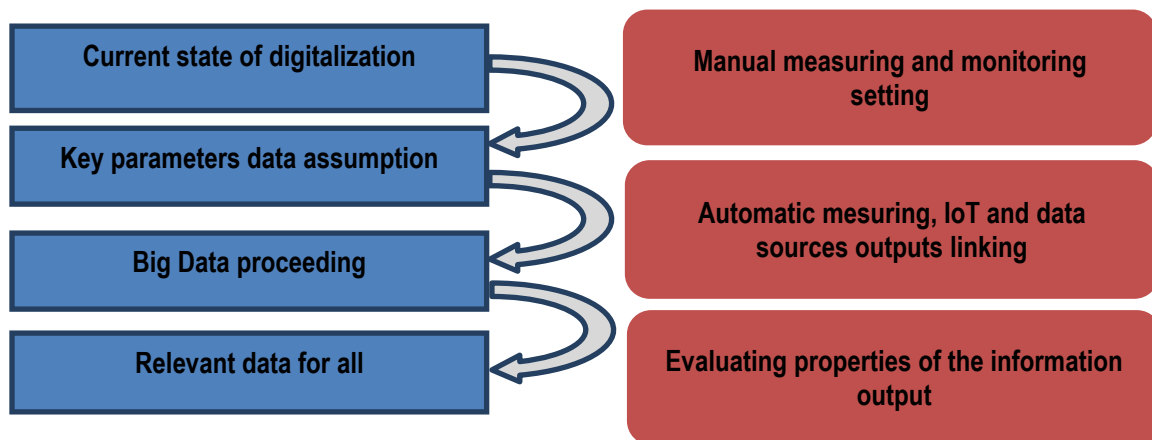 Current state of digitalization
Key parameters data assumption
Big Data proceeding
Relevant data for all
Manual measuring and monitoring
setting
Automatic mesuring, IoT and data
sources outputs linking
Evaluating properties of the information
output